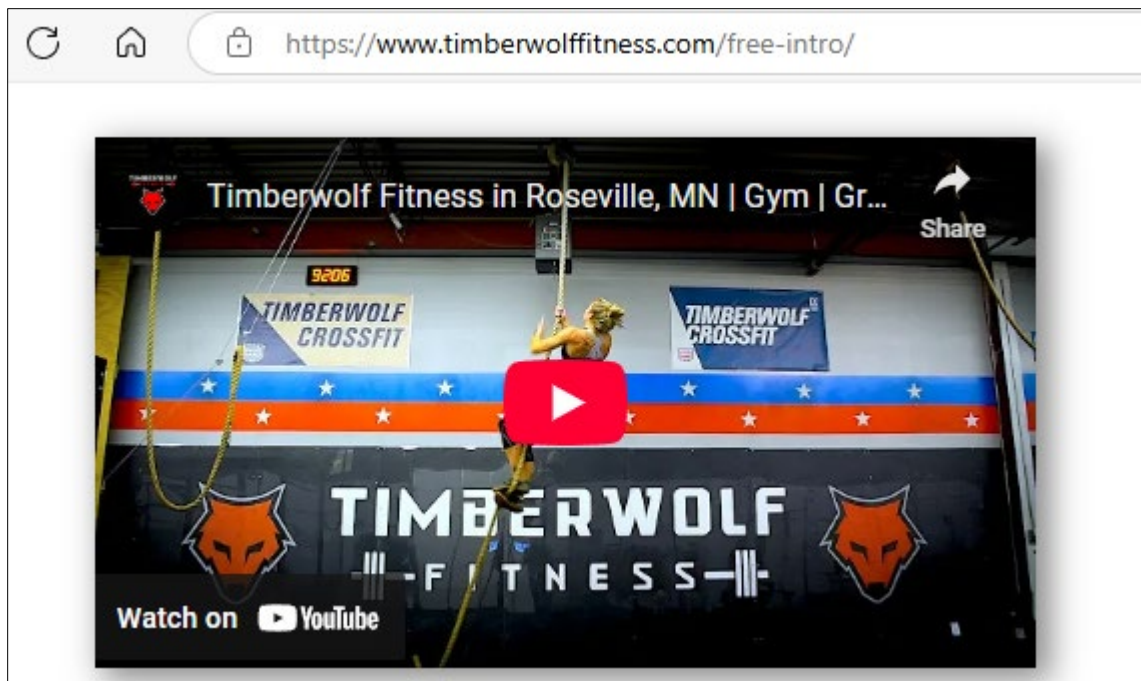 https://www.timberwolffitness.com/free-intro/
TIMBERWOLF
Timberwolf Fitness in Roseville, MN | Gym | Gr...
Share
9206
TIMBERWOLF
CROSSFIT
TIMBERWOLF
CROSSFIT
TIMBERWOLF
FITNESS
Watch on YouTube